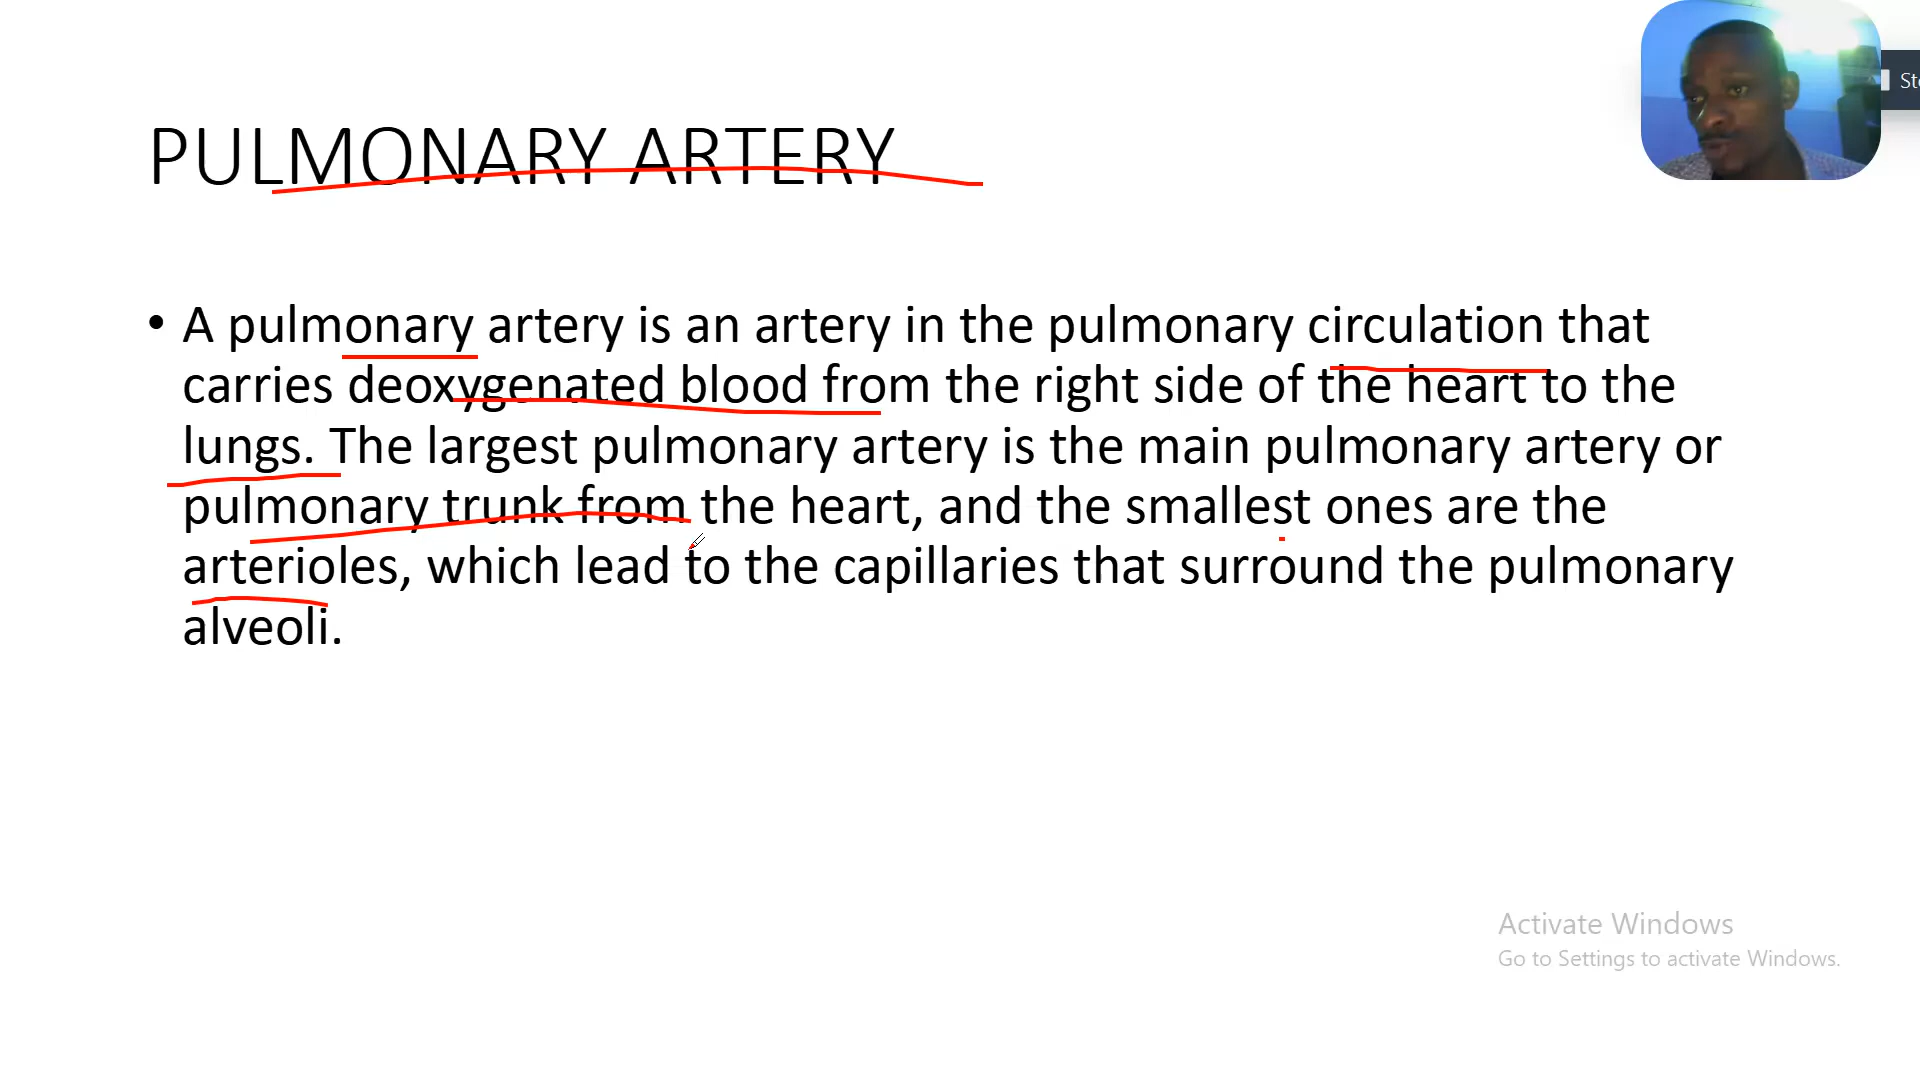 PULMONARY ARTERY
• A pulmonary artery is an artery in the pulmonary circulation that
carries deoxygenated blood from the right side of the heart to the
lungs. The largest pulmonary artery is the main pulmonary artery or
pulmonary trunk from the heart, and the smallest ones are the
arterioles, which lead to the capillaries that surround the pulmonary
alveoli.
Activate Windows
Go to Settings to activate Windows.